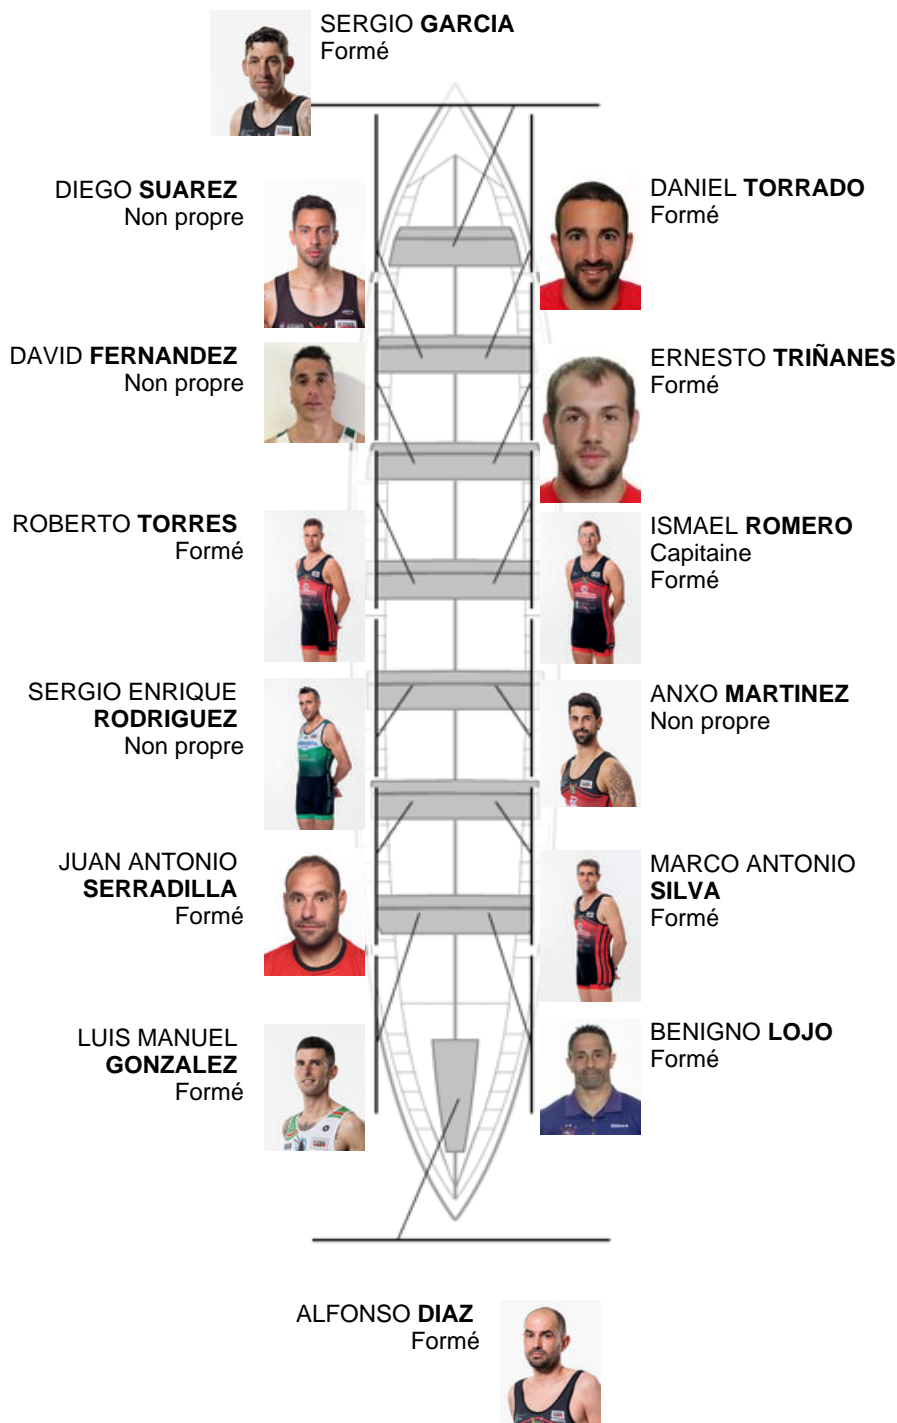 SERGIO GARCIA
Formé
DIEGO SUAREZ
Non propre
DANIEL TORRADO
Formé
DAVID FERNANDEZ
Non propre
ERNESTO TRIÑANES
Formé
ROBERTO TORRES
Formé
ISMAEL ROMERO
Capitaine
Formé
SERGIO ENRIQUE
RODRIGUEZ
Non propre
ANXO MARTINEZ
Non propre
JUAN ANTONIO
SERRADILLA
Formé
MARCO ANTONIO
SILVA
Formé
LUIS MANUEL
GONZALEZ
Formé
BENIGNO LOJO
Formé
ALFONSO DIAZ
Formé